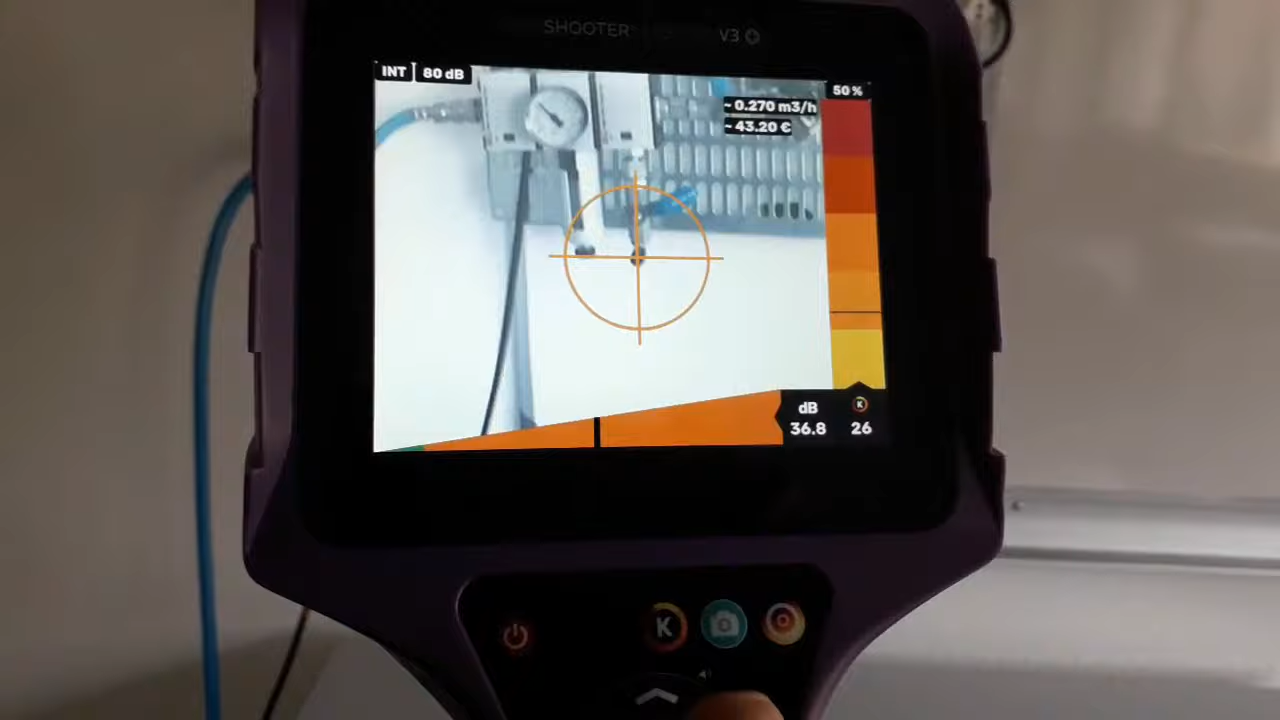 SHOOTER V3+
INT 80 dB
50 %
~ 0.270 m3/h
~ 43.20 €
dB K
36.8 26
K